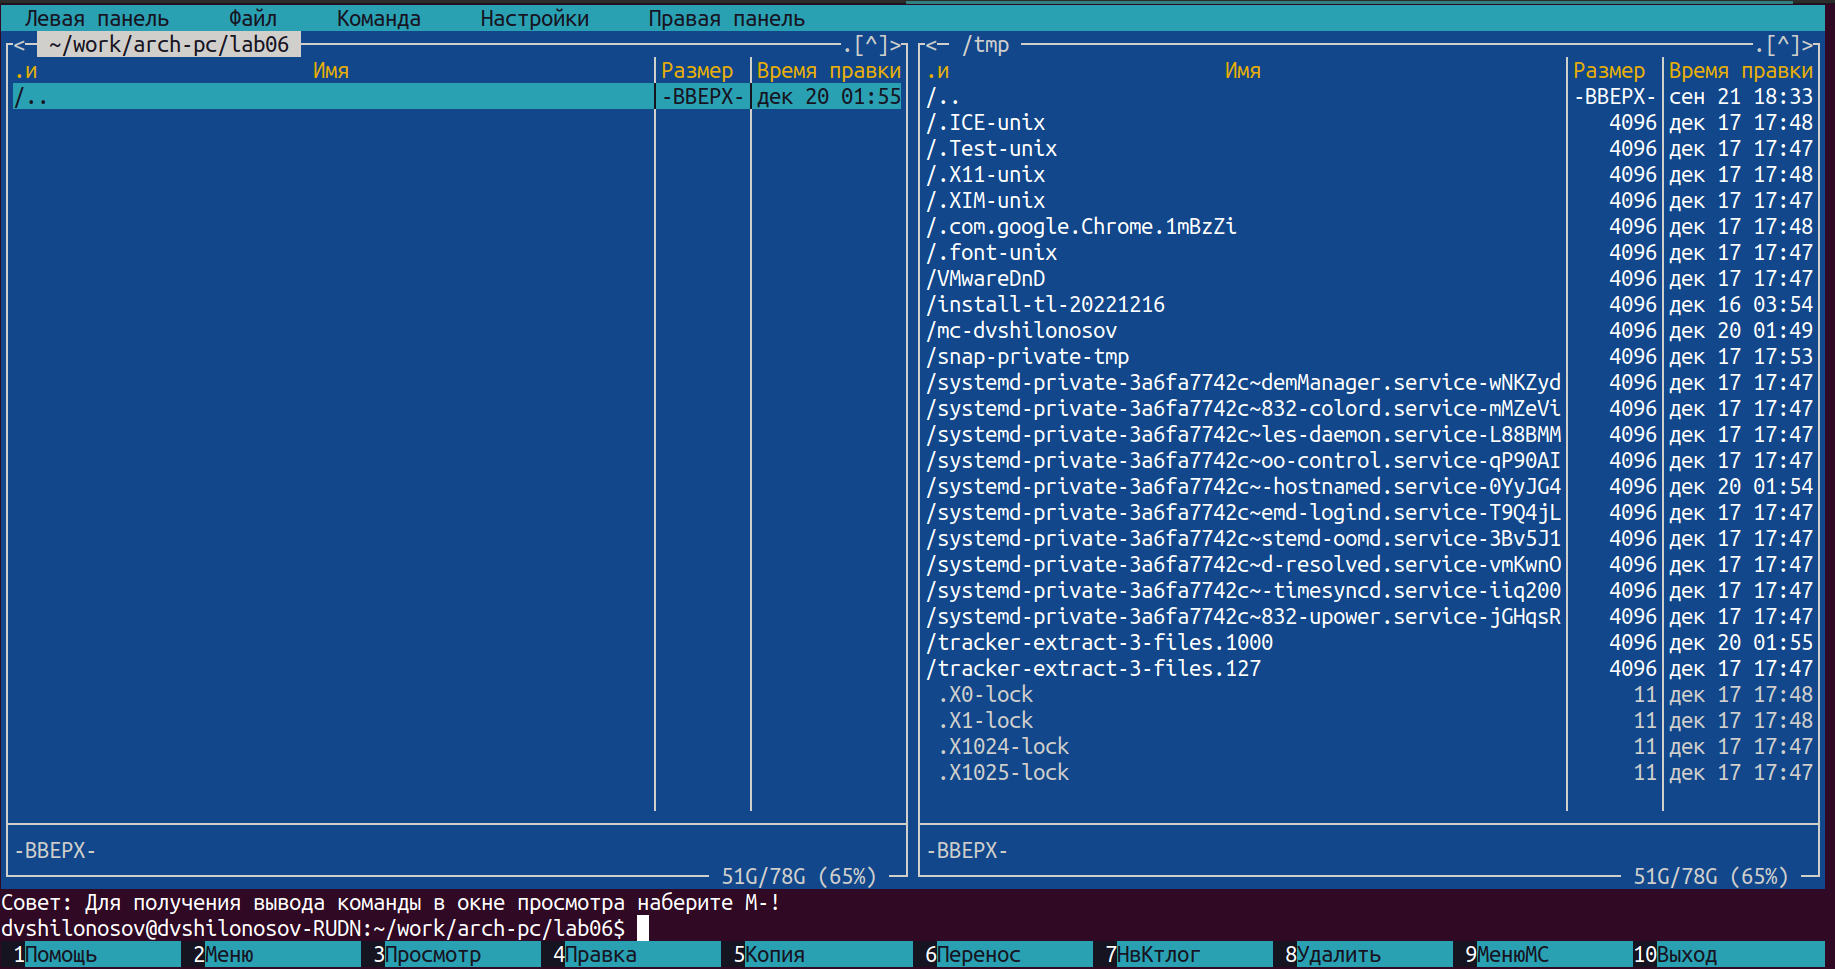 Левая панель Файл Команда Настройки Правая панель
<─ ~/work/arch-pc/lab06 ─.[^]>
.и Имя Размер Время правки
/.. -ВВЕРХ- дек 20 01:55
-ВВЕРХ-
51G/78G (65%)
<─ /tmp ─.[^]>
.и Имя Размер Время правки
/.. -ВВЕРХ- сен 21 18:33
/.ICE-unix 4096 дек 17 17:48
/.Test-unix 4096 дек 17 17:47
/.X11-unix 4096 дек 17 17:48
/.XIM-unix 4096 дек 17 17:47
/.com.google.Chrome.1mBzZi 4096 дек 17 17:48
/.font-unix 4096 дек 17 17:47
/VMwareDnD 4096 дек 17 17:47
/install-tl-20221216 4096 дек 16 03:54
/mc-dvshilonosov 4096 дек 20 01:49
/snap-private-tmp 4096 дек 17 17:53
/systemd-private-3a6fa7742c~demManager.service-wNKZyd 4096 дек 17 17:47
/systemd-private-3a6fa7742c~832-colord.service-mMZeVi 4096 дек 17 17:47
/systemd-private-3a6fa7742c~les-daemon.service-L88BMM 4096 дек 17 17:47
/systemd-private-3a6fa7742c~oo-control.service-qP90AI 4096 дек 17 17:47
/systemd-private-3a6fa7742c~-hostnamed.service-0YyJG4 4096 дек 20 01:54
/systemd-private-3a6fa7742c~emd-logind.service-T9Q4jL 4096 дек 17 17:47
/systemd-private-3a6fa7742c~stemd-oomd.service-3Bv5J1 4096 дек 17 17:47
/systemd-private-3a6fa7742c~d-resolved.service-vmKwnO 4096 дек 17 17:47
/systemd-private-3a6fa7742c~-timesyncd.service-iiq200 4096 дек 17 17:47
/systemd-private-3a6fa7742c~832-upower.service-jGHqsR 4096 дек 17 17:47
/tracker-extract-3-files.1000 4096 дек 20 01:55
/tracker-extract-3-files.127 4096 дек 17 17:47
.X0-lock 11 дек 17 17:48
.X1-lock 11 дек 17 17:48
.X1024-lock 11 дек 17 17:47
.X1025-lock 11 дек 17 17:47
-ВВЕРХ-
51G/78G (65%)
Совет: Для получения вывода команды в окне просмотра наберите M-!
dvshilonosov@dvshilonosov-RUDN:~/work/arch-pc/lab06$
1Помощь 2Меню 3Просмотр 4Правка 5Копия 6Перенос 7НвКтлог 8Удалить 9МенюMC 10Выход